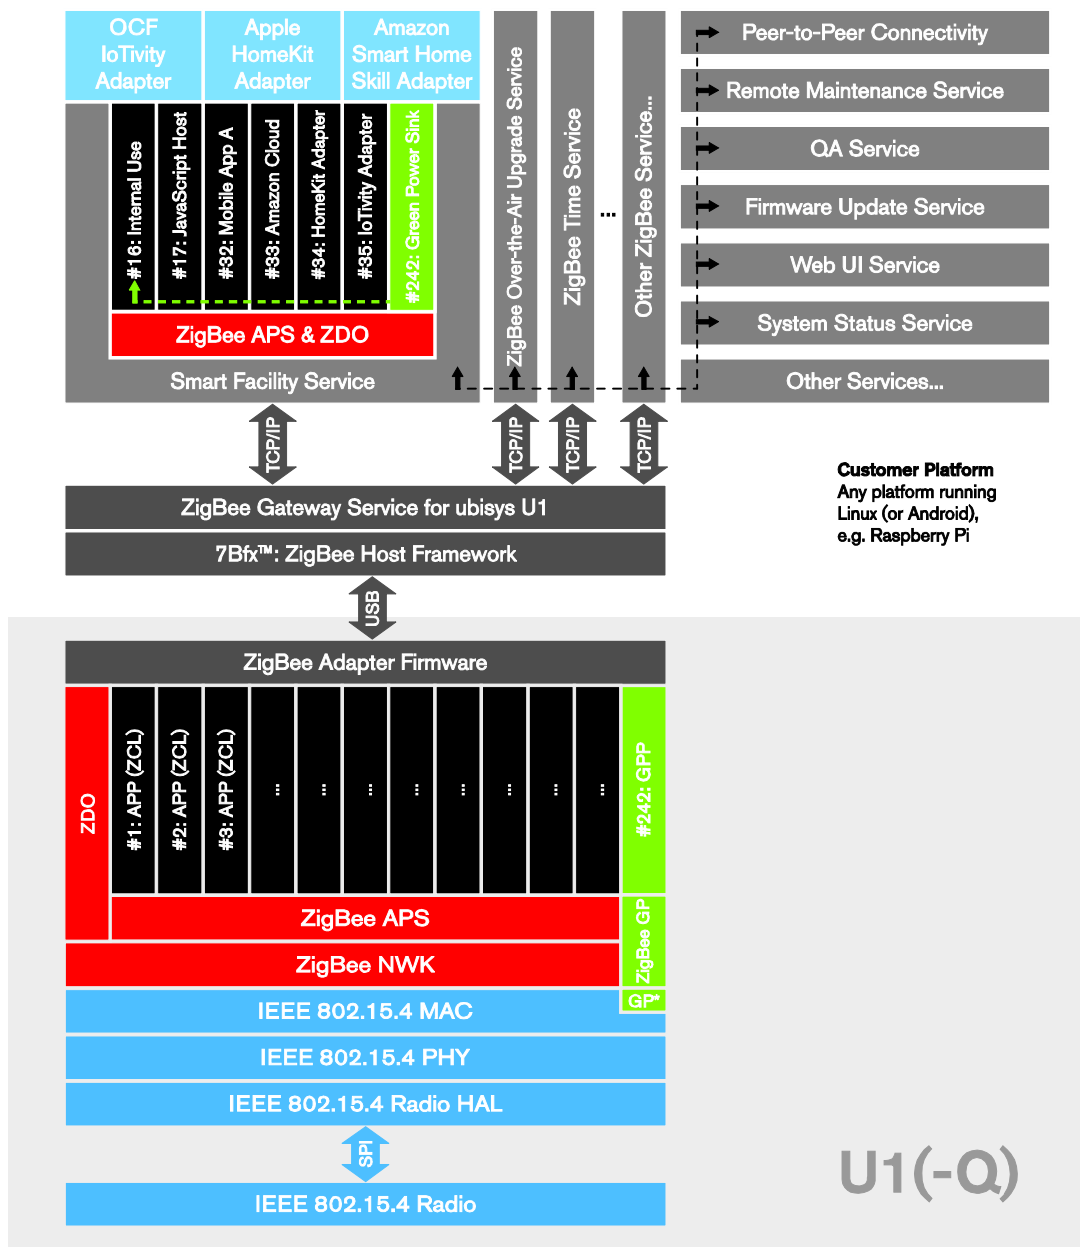 OCF
IoTivity
Adapter
Apple
HomeKit
Adapter
Amazon
Smart Home
Skill Adapter
#16: Internal Use
#17: JavaScript Host
#32: Mobile App A
#33: Amazon Cloud
#34: HomeKit Adapter
#35: IoTivity Adapter
#242: Green Power Sink
ZigBee APS & ZDO
Smart Facility Service
ZigBee Over-the-Air Upgrade Service
ZigBee Time Service
...
Other ZigBee Service...
Peer-to-Peer Connectivity
Remote Maintenance Service
QA Service
Firmware Update Service
Web UI Service
System Status Service
Other Services...
TCP/IP
TCP/IP
TCP/IP
TCP/IP
Customer Platform
Any platform running
Linux (or Android),
e.g. Raspberry Pi
ZigBee Gateway Service for ubisys U1
7Bfx™: ZigBee Host Framework
USB
ZigBee Adapter Firmware
ZDO
#1: APP (ZCL)
#2: APP (ZCL)
#3: APP (ZCL)
...
...
...
...
...
...
...
...
#242: GPP
ZigBee APS
ZigBee GP
ZigBee NWK
GP*
IEEE 802.15.4 MAC
IEEE 802.15.4 PHY
IEEE 802.15.4 Radio HAL
SPI
U1(-Q)
IEEE 802.15.4 Radio